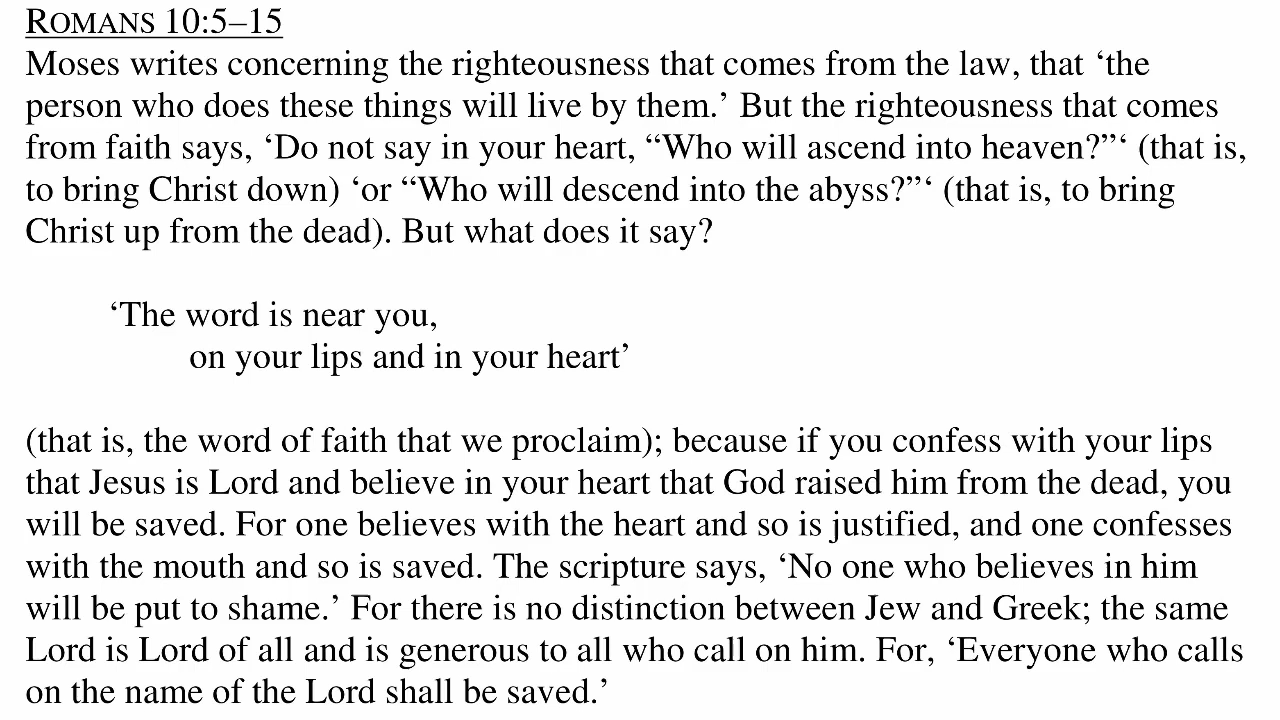 ROMANS 10:5–15
Moses writes concerning the righteousness that comes from the law, that ‘the
person who does these things will live by them.’ But the righteousness that comes
from faith says, ‘Do not say in your heart, “Who will ascend into heaven?”‘ (that is,
to bring Christ down) ‘or “Who will descend into the abyss?”‘ (that is, to bring
Christ up from the dead). But what does it say?
‘The word is near you,
on your lips and in your heart’
(that is, the word of faith that we proclaim); because if you confess with your lips
that Jesus is Lord and believe in your heart that God raised him from the dead, you
will be saved. For one believes with the heart and so is justified, and one confesses
with the mouth and so is saved. The scripture says, ‘No one who believes in him
will be put to shame.’ For there is no distinction between Jew and Greek; the same
Lord is Lord of all and is generous to all who call on him. For, ‘Everyone who calls
on the name of the Lord shall be saved.’